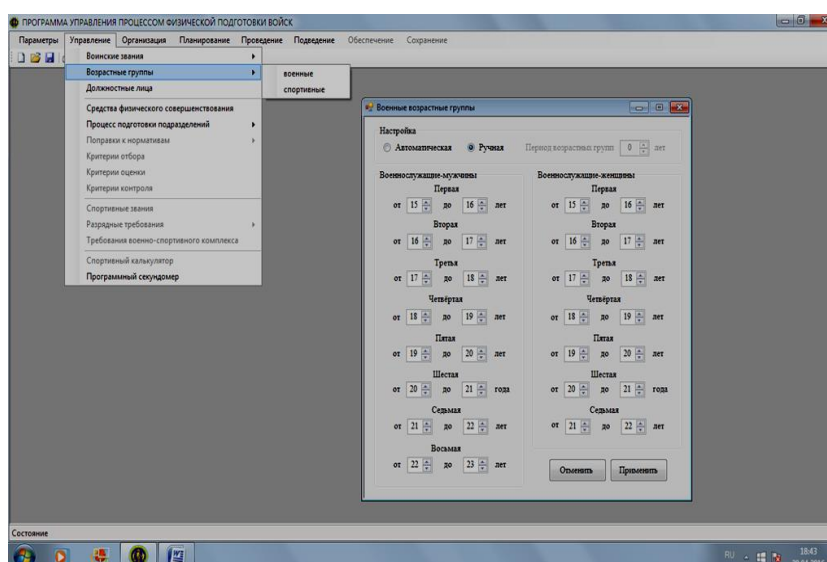 ПРОГРАММА УПРАВЛЕНИЯ ПРОЦЕССОМ ФИЗИЧЕСКОЙ ПОДГОТОВКИ ВОЙСК
Параметры Управление Организация Планирование Проведение Подведение Обеспечение Сохранение
Воинские звания
Возрастные группы
Должностные лица
Средства физического совершенствования
Процесс подготовки подразделений
Поправки к нормативам
Критерии отбора
Критерии оценки
Критерии контроля
Спортивные звания
Разрядные требования
Требования военно-спортивного комплекса
Спортивный калькулятор
Программный секундомер
военные
спортивные
Военные возрастные группы
Настройка
Автоматическая Ручная Период возрастных групп 0 лет
Военнослужащие-мужчины
Первая
от 15 до 16 лет
Вторая
от 16 до 17 лет
Третья
от 17 до 18 лет
Четвёртая
от 18 до 19 лет
Пятая
от 19 до 20 лет
Шестая
от 20 до 21 года
Седьмая
от 21 до 22 лет
Восьмая
от 22 до 23 лет
Военнослужащие-женщины
Первая
от 15 до 16 лет
Вторая
от 16 до 17 лет
Третья
от 17 до 18 лет
Четвёртая
от 18 до 19 лет
Пятая
от 19 до 20 лет
Шестая
от 20 до 21 года
Седьмая
от 21 до 22 лет
Отменить Применить
Состояние
RU 18:43